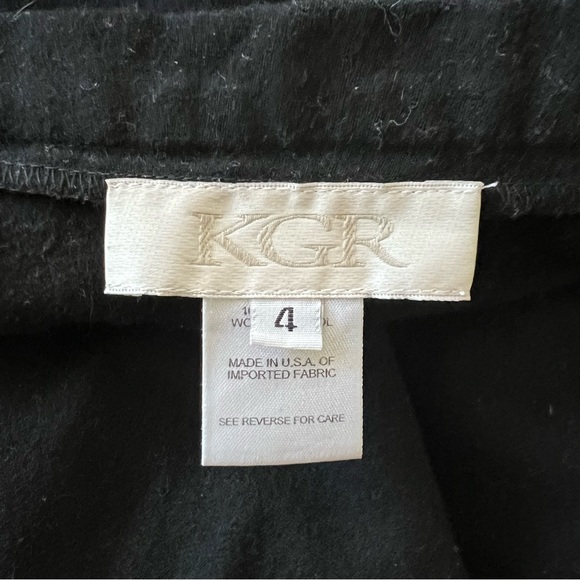 KGR
4
MADE IN U.S.A. OF
IMPORTED FABRIC
SEE REVERSE FOR CARE